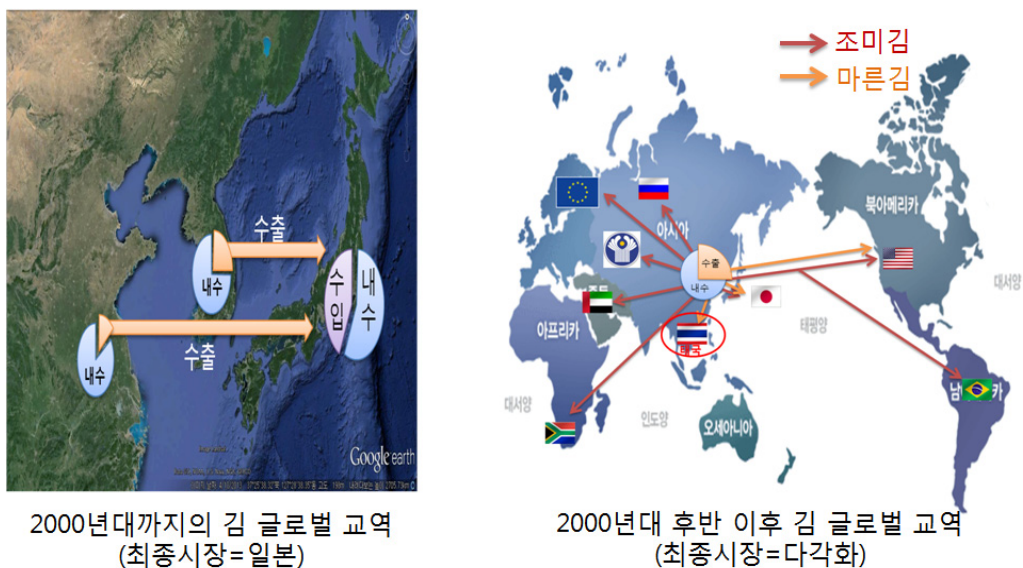 수출
내수
수입
내수
수출
내수
Google earth
2000년대까지의 김 글로벌 교역
(최종시장=일본)
조미김
마른김
북아메리카
아시아
수출
내수
대서양
중동
아프리카
태평양
태국
남 카
대서양
인도양
오세아니아
2000년대 후반 이후 김 글로벌 교역
(최종시장=다각화)